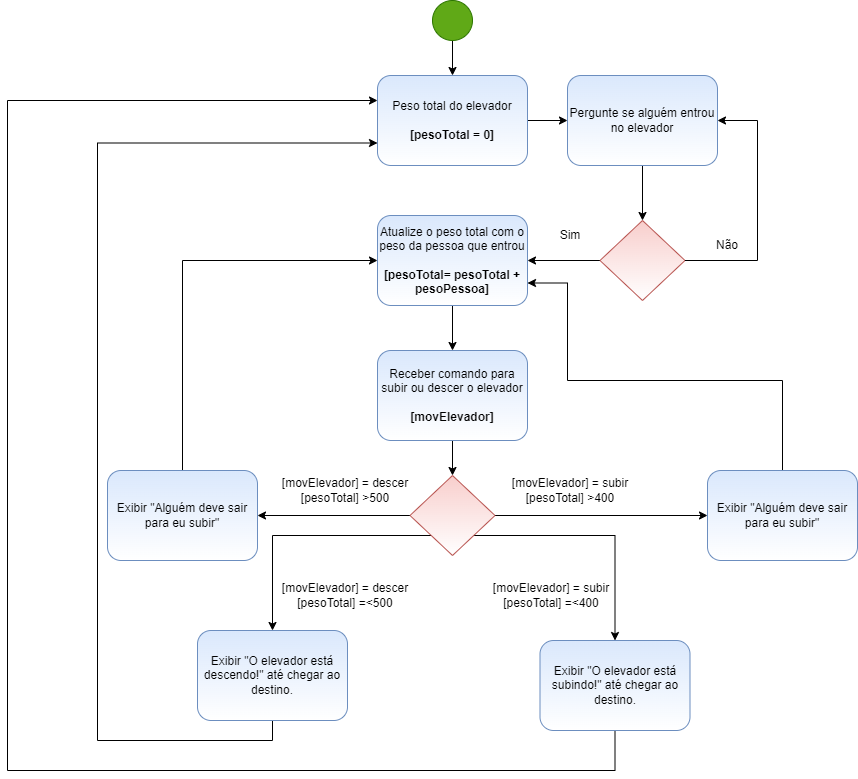 Peso total do elevador
[pesoTotal = 0]
Pergunte se alguém entrou
no elevador
Sim
Não
Atualize o peso total com o
peso da pessoa que entrou
[pesoTotal= pesoTotal +
pesoPessoa]
Receber comando para
subir ou descer o elevador
[movElevador]
[movElevador] = descer
[pesoTotal] >500
[movElevador] = subir
[pesoTotal] >400
Exibir "Alguém deve sair
para eu subir"
Exibir "Alguém deve sair
para eu subir"
[movElevador] = descer
[pesoTotal] =<500
[movElevador] = subir
[pesoTotal] =<400
Exibir "O elevador está
descendo!" até chegar ao
destino.
Exibir "O elevador está
subindo!" até chegar ao
destino.